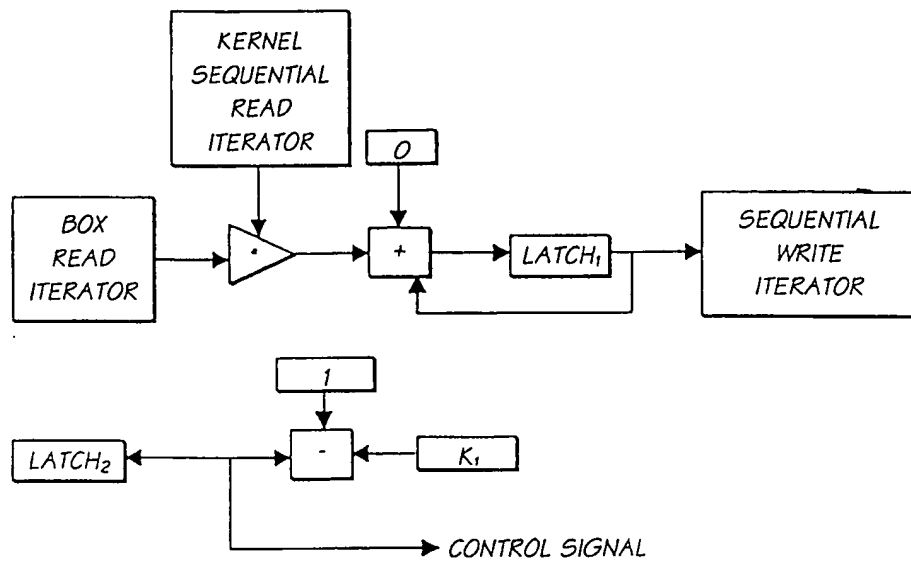 KERNEL
SEQUENTIAL
READ
ITERATOR
0
BOX
READ
ITERATOR
•
+
LATCH₁
SEQUENTIAL
WRITE
ITERATOR
1
LATCH₂
-
K₁
CONTROL SIGNAL